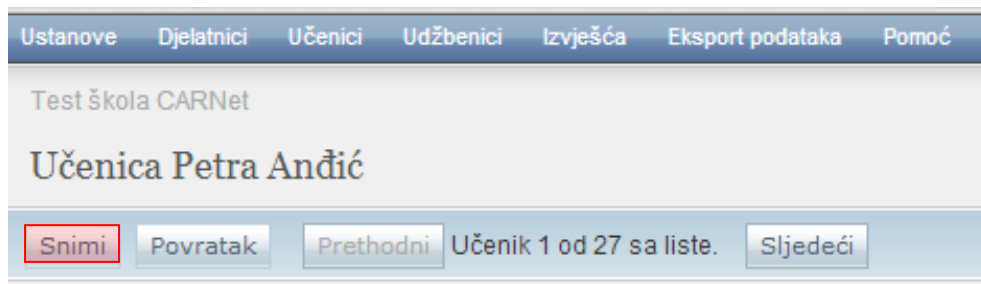 Ustanove Djelatnici Učenici Udžbenici Izvješća Eksport podataka Pomoć
Test škola CARNet
Učenica Petra Anđić
Snimi Povratak Prethodni Učenik 1 od 27 sa liste. Sljedeći